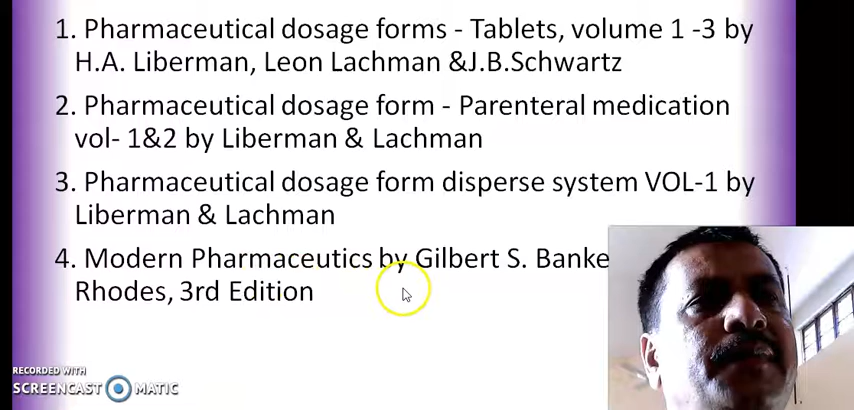 1. Pharmaceutical dosage forms - Tablets, volume 1 -3 by
H.A. Liberman, Leon Lachman &J.B.Schwartz
2. Pharmaceutical dosage form - Parenteral medication
vol- 1&2 by Liberman & Lachman
3. Pharmaceutical dosage form disperse system VOL-1 by
Liberman & Lachman
4. Modern Pharmaceutics by Gilbert S. Banke
Rhodes, 3rd Edition
RECORDED WITH
SCREENCAST MATIC